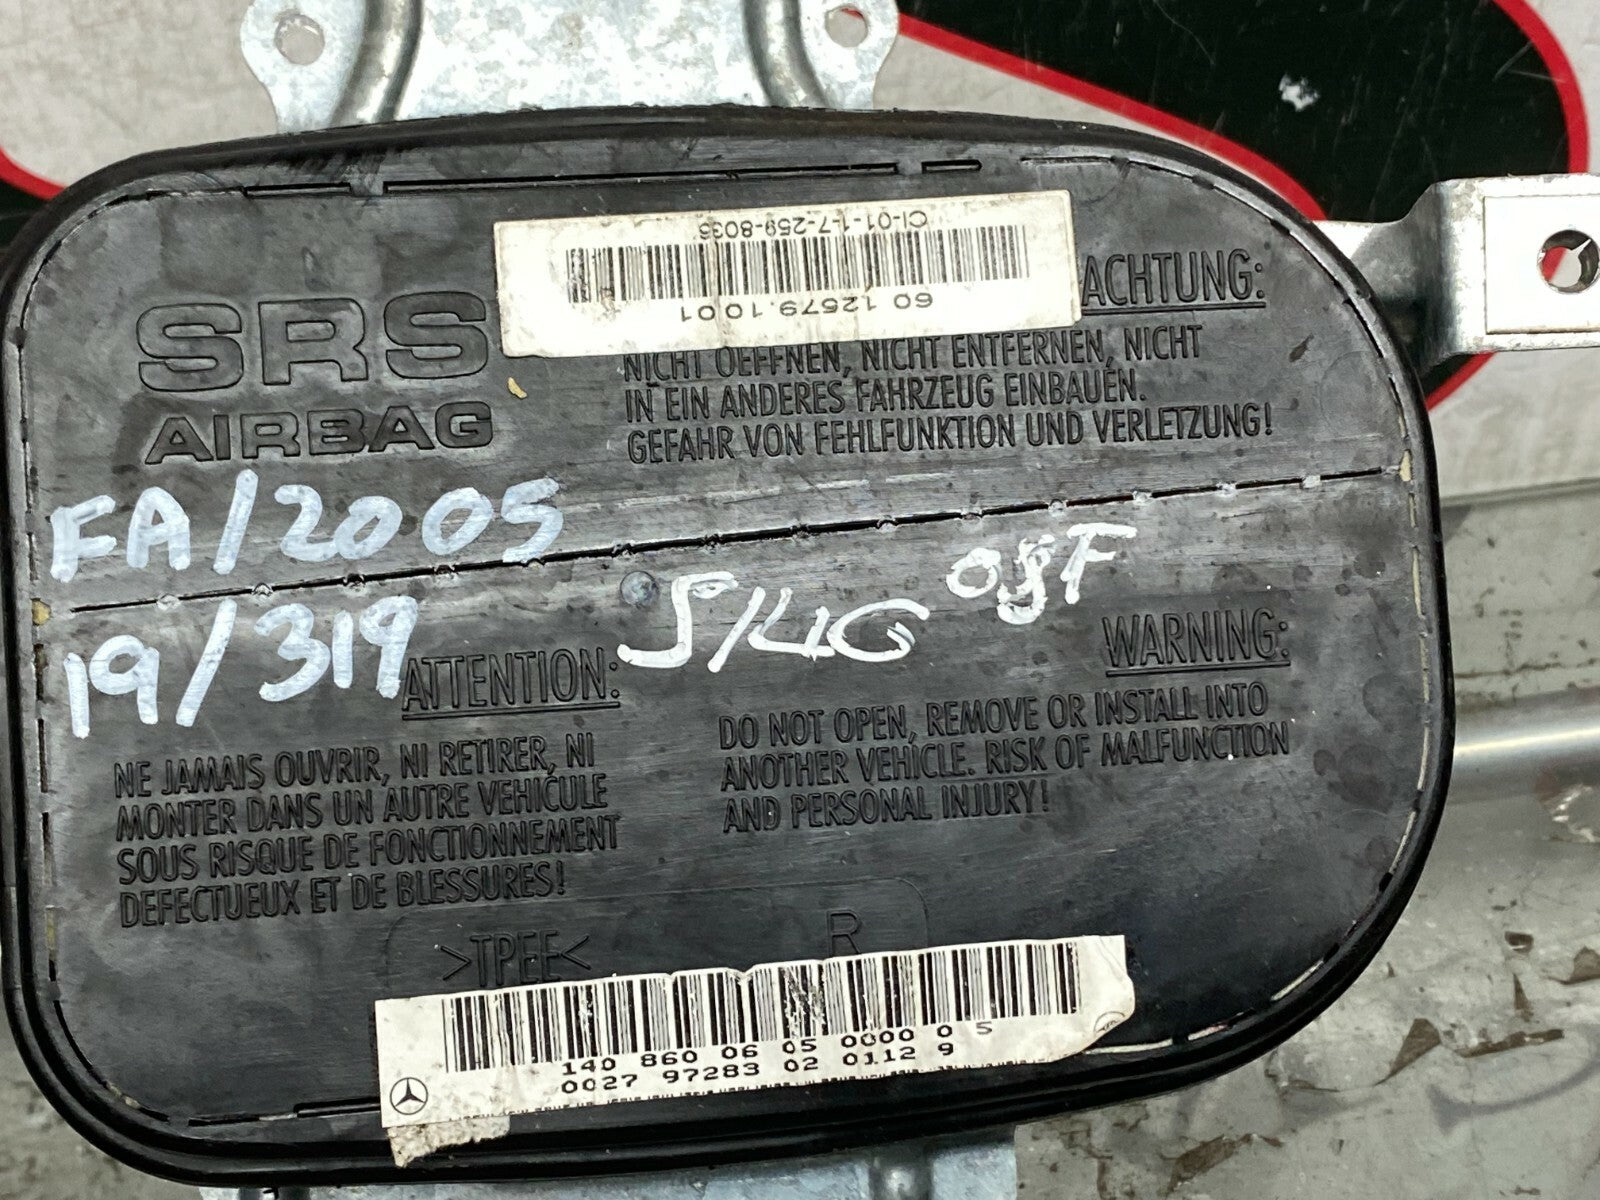 CI-01-1-7-259-8036
60 12579.1001
SRS
AIRBAG
ACHTUNG:
NICHT OEFFNEN, NICHT ENTFERNEN, NICHT
IN EIN ANDERES FAHRZEUG EINBAUEN.
GEFAHR VON FEHLFUNKTION UND VERLETZUNG!
FA/2005
19/319
ATTENTION:
NE JAMAIS OUVRIR, NI RETIRER, NI
MONTER DANS UN AUTRE VEHICULE
SOUS RISQUE DE FONCTIONNEMENT
DEFECTUEUX ET DE BLESSURES!
WARNING:
DO NOT OPEN, REMOVE OR INSTALL INTO
ANOTHER VEHICLE. RISK OF MALFUNCTION
AND PERSONAL INJURY!
>TPEE<
R
140 860 06 05 0000 0 5
0027 97283 02 0112 9